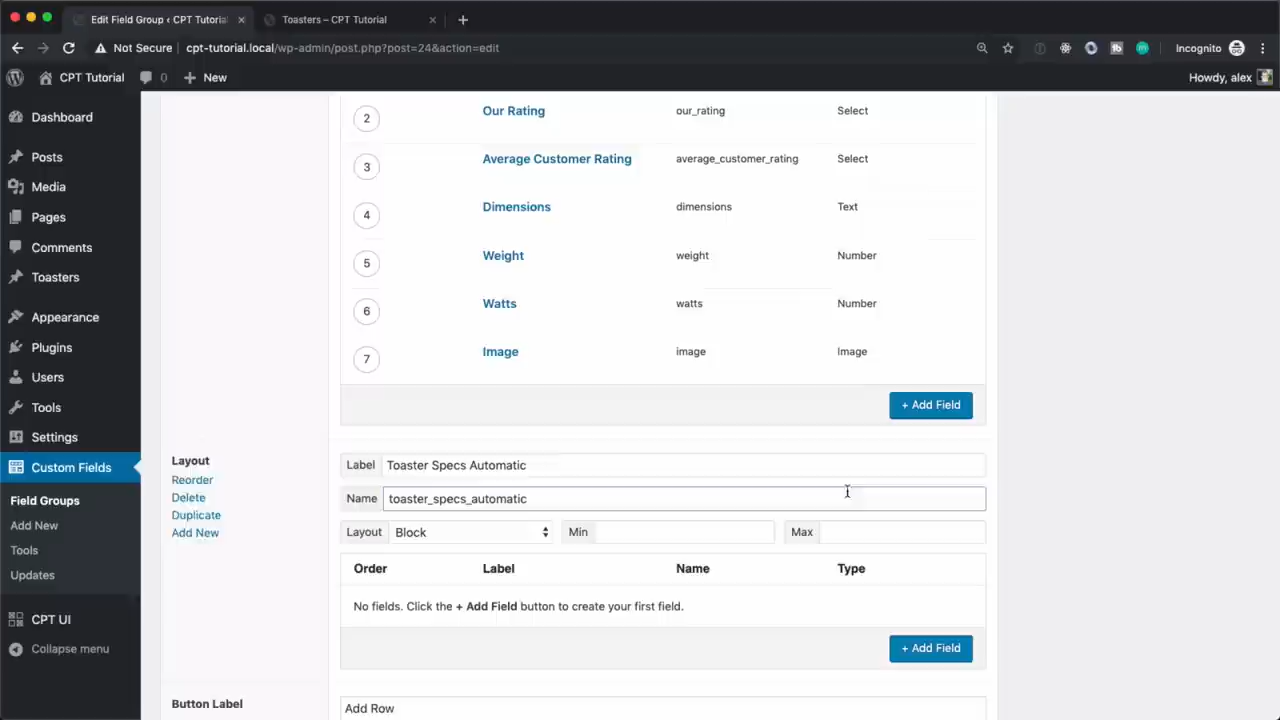 Edit Field Group ‹ CPT Tutorial
Toasters – CPT Tutorial
Not Secure
cpt-tutorial.local/wp-admin/post.php?post=24&action=edit
Incognito
CPT Tutorial
0
New
Howdy, alex
Dashboard
Posts
Media
Pages
Comments
Toasters
Appearance
Plugins
Users
Tools
Settings
Custom Fields
Field Groups
Add New
Tools
Updates
CPT UI
Collapse menu
2 Our Rating our_rating Select
3 Average Customer Rating average_customer_rating Select
4 Dimensions dimensions Text
5 Weight weight Number
6 Watts watts Number
7 Image image Image
+ Add Field
Layout
Reorder
Delete
Duplicate
Add New
Label Toaster Specs Automatic
Name toaster_specs_automatic
Layout Block Min Max
Order Label Name Type
No fields. Click the + Add Field button to create your first field.
+ Add Field
Button Label
Add Row